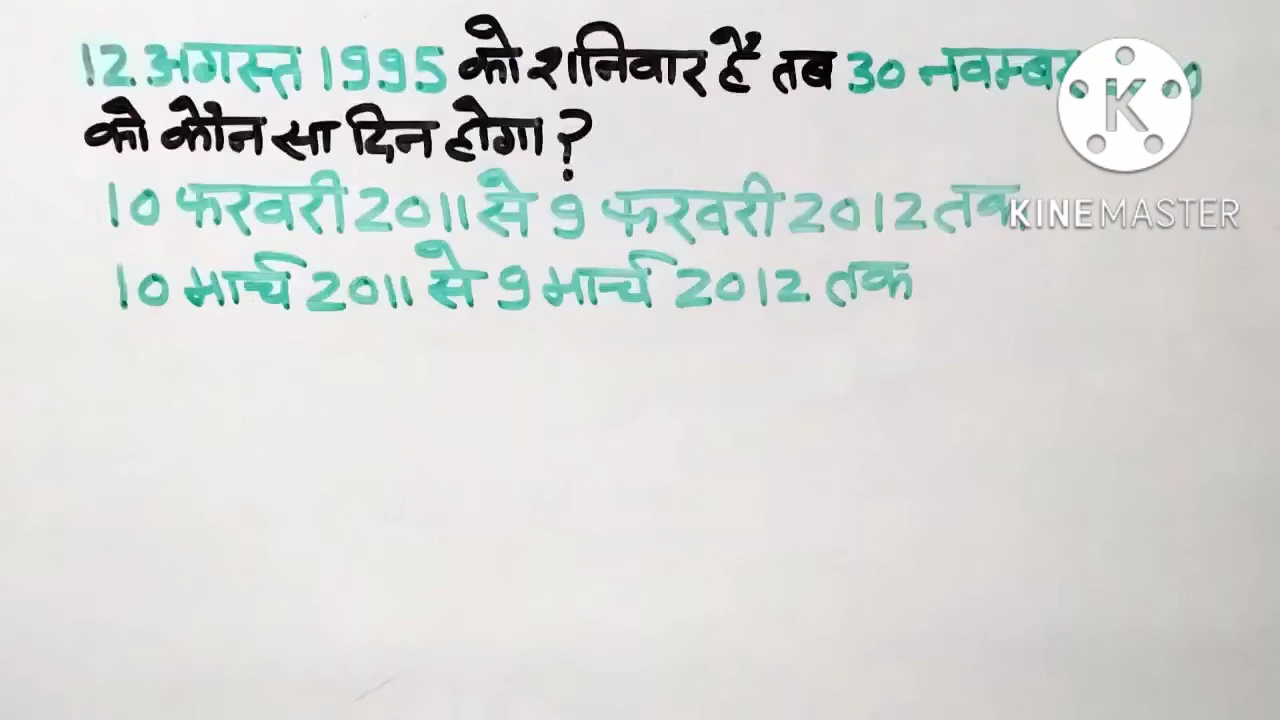 12 अगस्त 1995 को शनिवार है तब 30
को कौन सा दिन होगा?
10 फरवरी 2011 से 9 फरवरी 2012 तक
10 मार्च 2011 से 9 मार्च 2012 तक
K
KINEMASTER